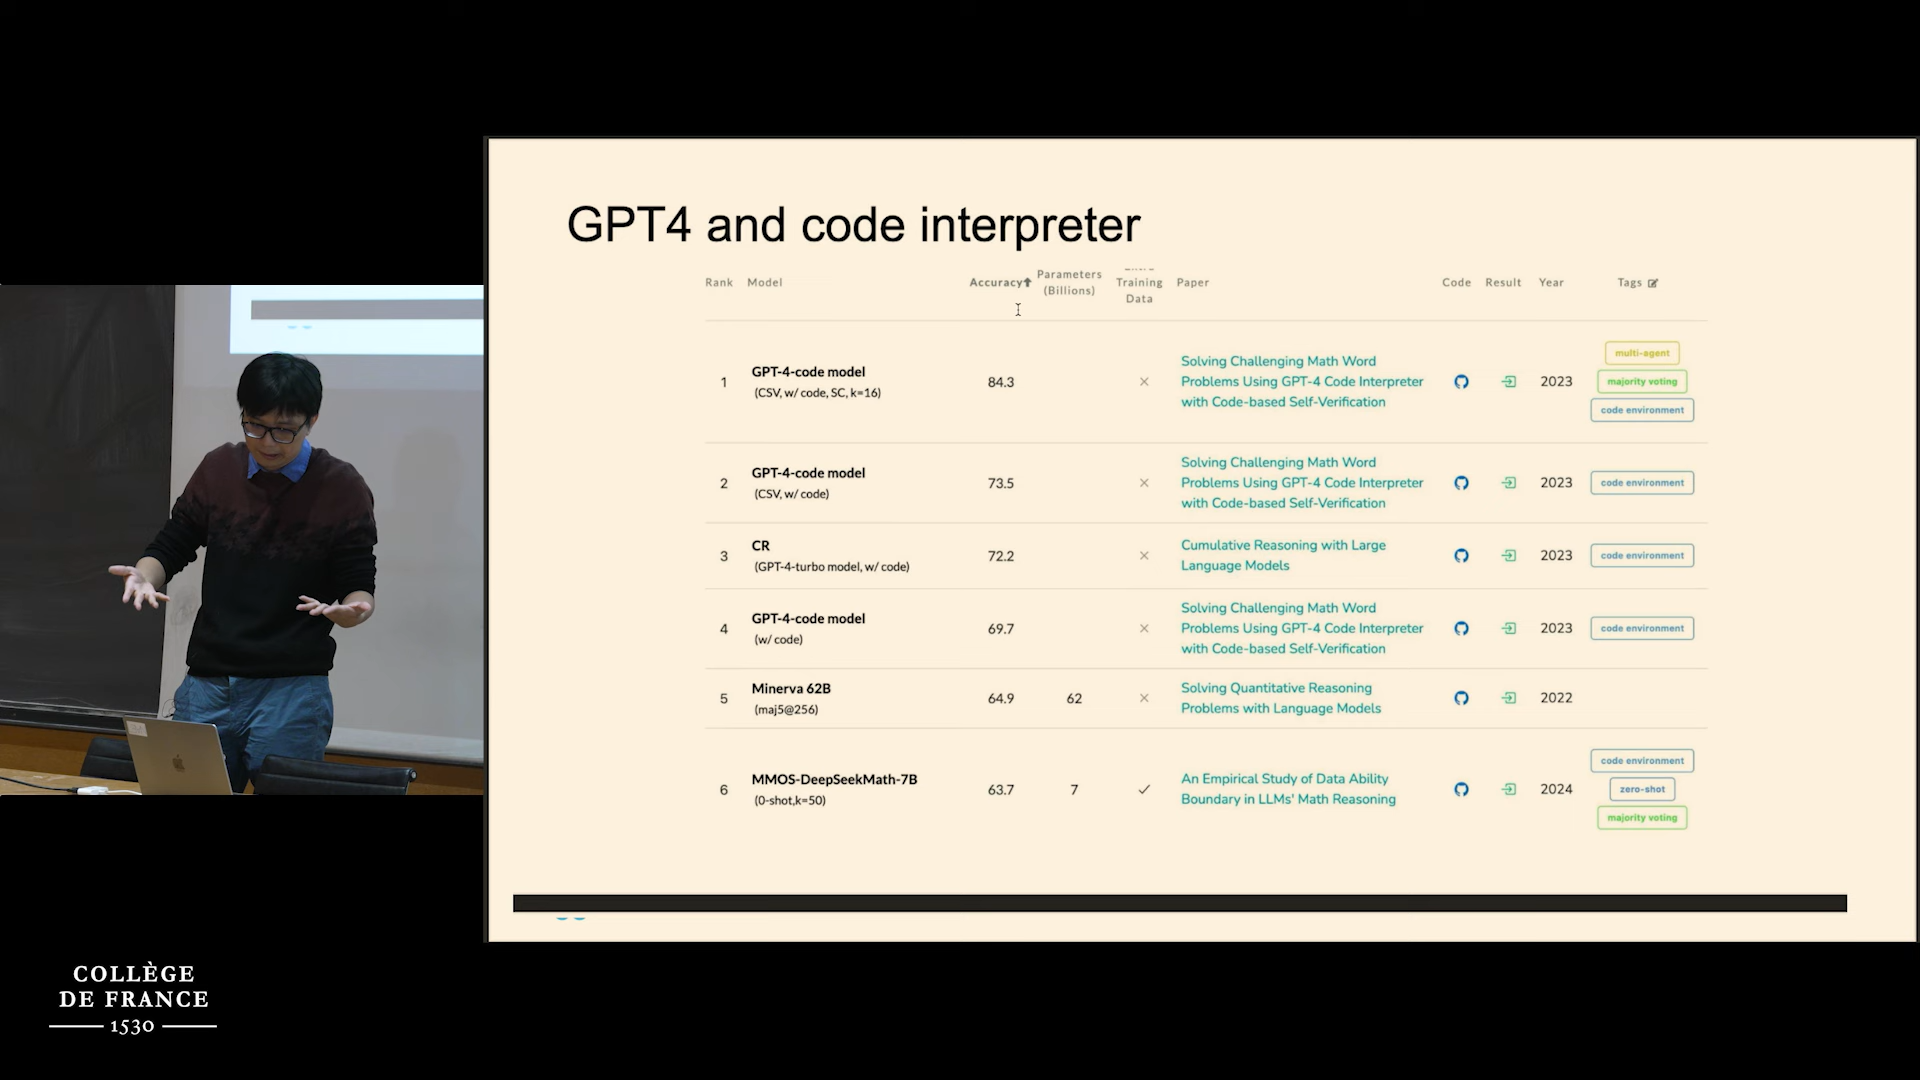 GPT4 and code interpreter
Rank Model Accuracy Parameters (Billions) Training Data Paper Code Result Year Tags
1 GPT-4-code model (CSV, w/ code, SC, k=16) 84.3 × Solving Challenging Math Word Problems Using GPT-4 Code Interpreter with Code-based Self-Verification 2023 multi-agent majority voting code environment
2 GPT-4-code model (CSV, w/ code) 73.5 × Solving Challenging Math Word Problems Using GPT-4 Code Interpreter with Code-based Self-Verification 2023 code environment
3 CR (GPT-4-turbo model, w/ code) 72.2 × Cumulative Reasoning with Large Language Models 2023 code environment
4 GPT-4-code model (w/ code) 69.7 × Solving Challenging Math Word Problems Using GPT-4 Code Interpreter with Code-based Self-Verification 2023 code environment
5 Minerva 62B (maj5@256) 64.9 62 × Solving Quantitative Reasoning Problems with Language Models 2022
6 MMOS-DeepSeekMath-7B (0-shot,k=50) 63.7 7 ✓ An Empirical Study of Data Ability Boundary in LLMs' Math Reasoning 2024 code environment zero-shot majority voting
COLLÈGE
DE FRANCE
1530